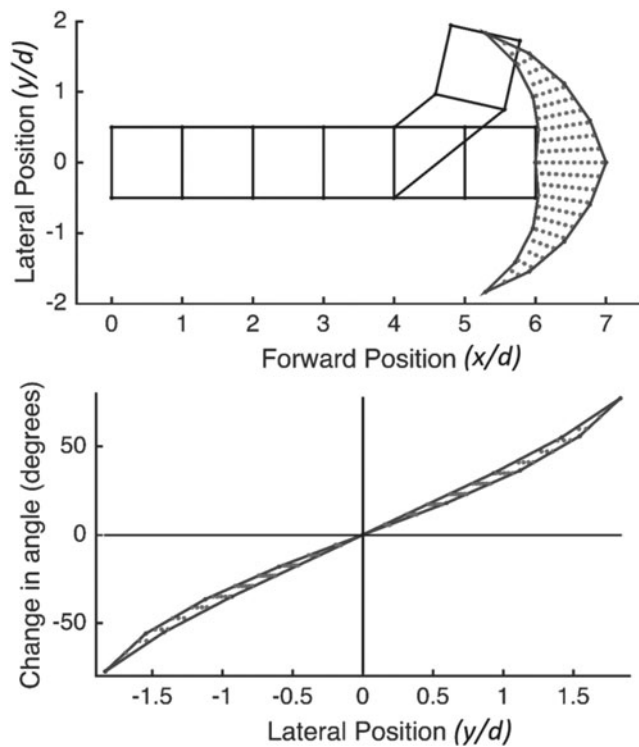 2
1
0
-1
-2
Lateral Position (y/d)
0 1 2 3 4 5 6 7
Forward Position (x/d)
50
0
-50
Change in angle (degrees)
-1.5 -1 -0.5 0 0.5 1 1.5
Lateral Position (y/d)